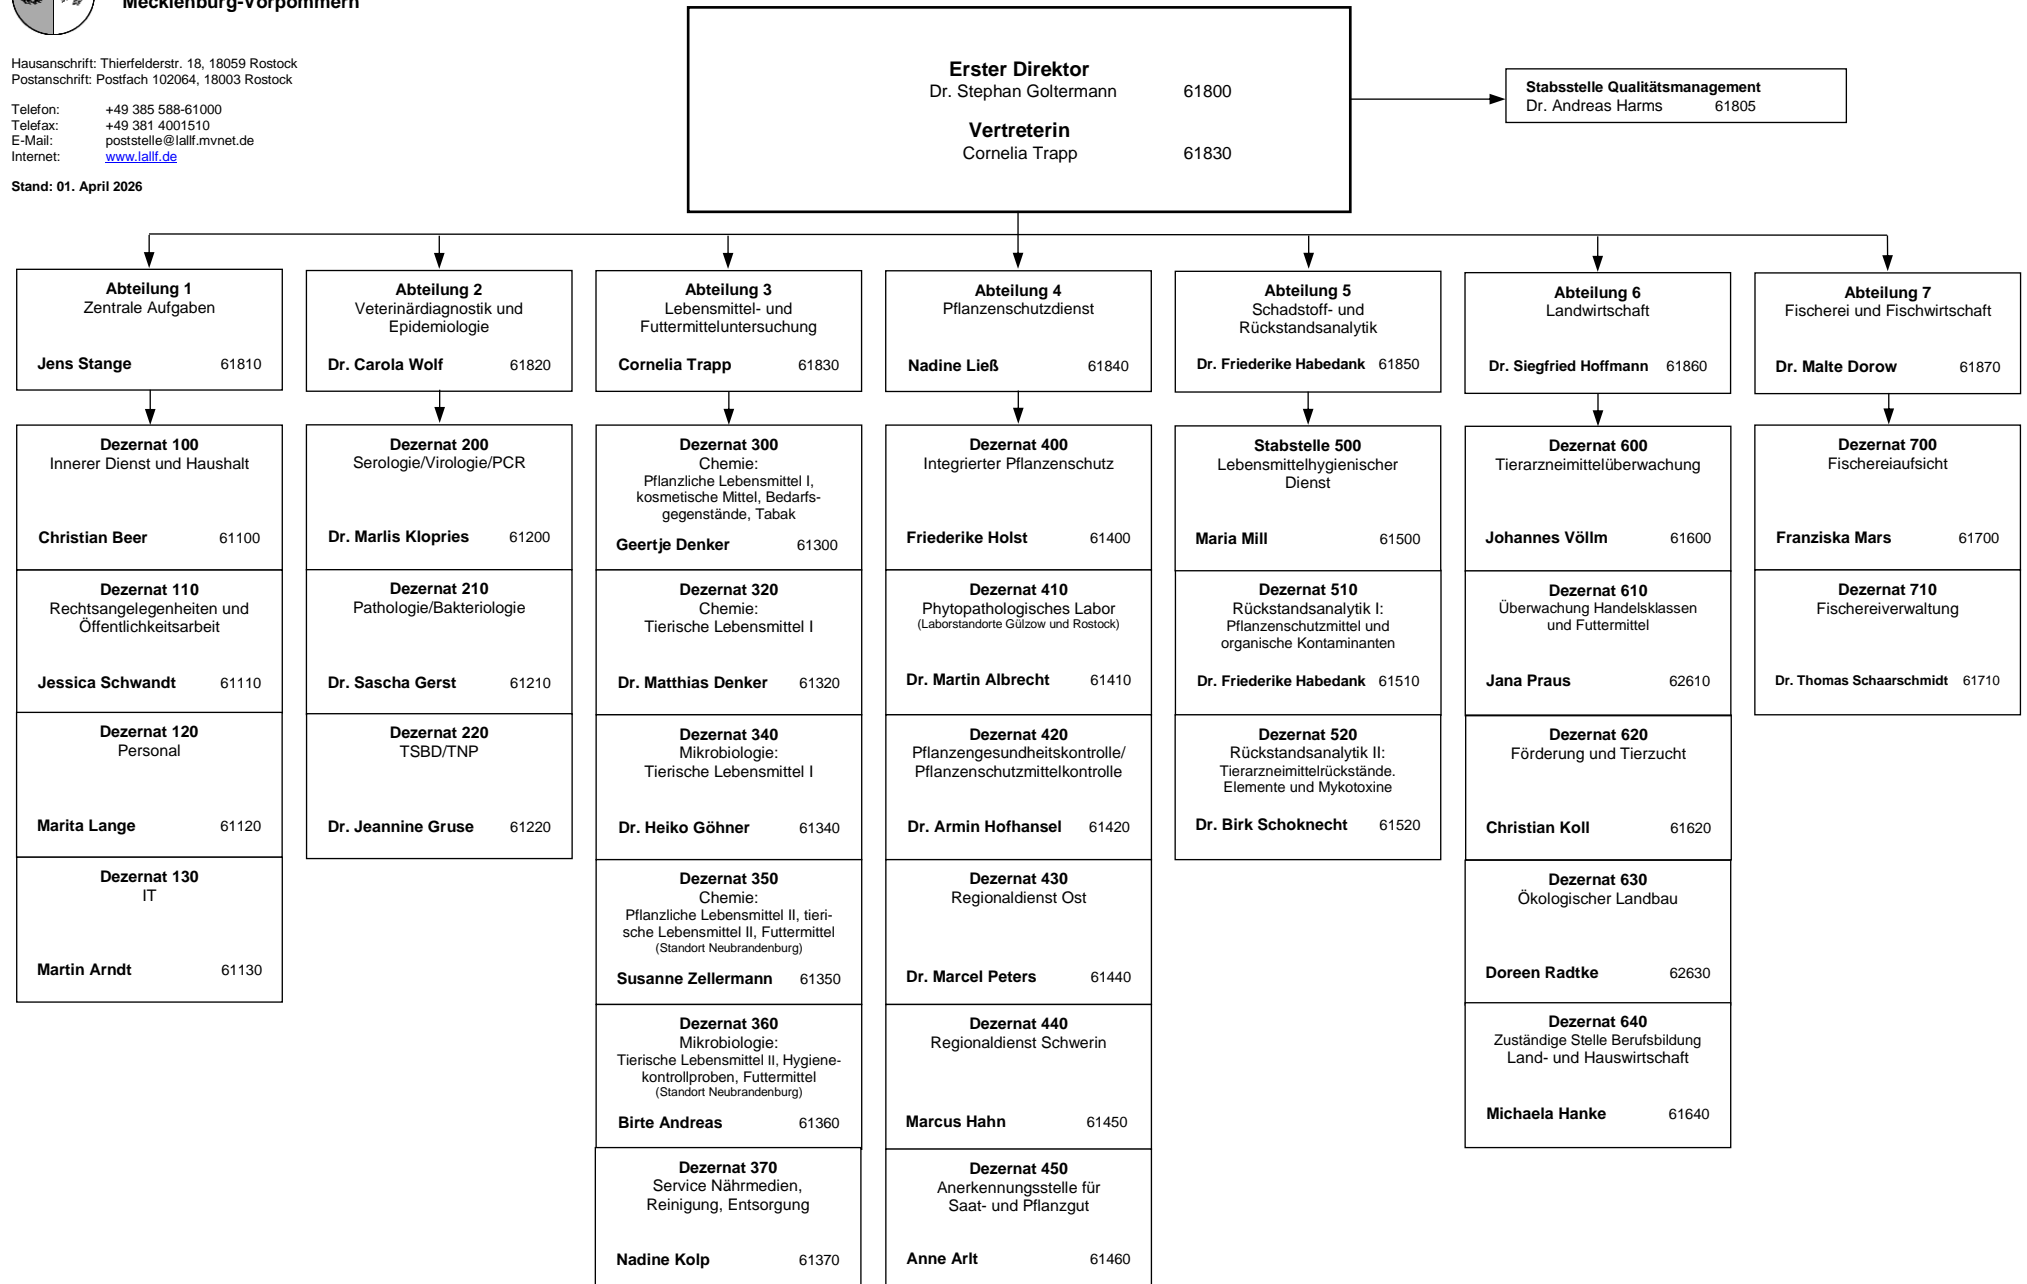 Mecklenburg-Vorpommern
Hausanschrift: Thierfelderstr. 18, 18059 Rostock
Postanschrift: Postfach 102064, 18003 Rostock
Telefon: +49 385 588-61000
Telefax: +49 381 4001510
E-Mail: poststelle@lallf.mvnet.de
Internet: www.lallf.de
Stand: 01. April 2026
Erster Direktor
Dr. Stephan Goltermann 61800
Vertreterin
Cornelia Trapp 61830
Stabsstelle Qualitätsmanagement
Dr. Andreas Harms 61805
Abteilung 1
Zentrale Aufgaben
Jens Stange 61810
Abteilung 2
Veterinärdiagnostik und
Epidemiologie
Dr. Carola Wolf 61820
Abteilung 3
Lebensmittel- und
Futtermitteluntersuchung
Cornelia Trapp 61830
Abteilung 4
Pflanzenschutzdienst
Nadine Ließ 61840
Abteilung 5
Schadstoff- und
Rückstandsanalytik
Dr. Friederike Habedank 61850
Abteilung 6
Landwirtschaft
Dr. Siegfried Hoffmann 61860
Abteilung 7
Fischerei und Fischwirtschaft
Dr. Malte Dorow 61870
Dezernat 100
Innerer Dienst und Haushalt
Christian Beer 61100
Dezernat 110
Rechtsangelegenheiten und
Öffentlichkeitsarbeit
Jessica Schwandt 61110
Dezernat 120
Personal
Marita Lange 61120
Dezernat 130
IT
Martin Arndt 61130
Dezernat 200
Serologie/Virologie/PCR
Dr. Marlis Klopries 61200
Dezernat 210
Pathologie/Bakteriologie
Dr. Sascha Gerst 61210
Dezernat 220
TSBD/TNP
Dr. Jeannine Gruse 61220
Dezernat 300
Chemie:
Pflanzliche Lebensmittel I,
kosmetische Mittel, Bedarfs-
gegenstände, Tabak
Geertje Denker 61300
Dezernat 320
Chemie:
Tierische Lebensmittel I
Dr. Matthias Denker 61320
Dezernat 340
Mikrobiologie:
Tierische Lebensmittel I
Dr. Heiko Göhner 61340
Dezernat 350
Chemie:
Pflanzliche Lebensmittel II, tieri-
sche Lebensmittel II, Futtermittel
(Standort Neubrandenburg)
Susanne Zellermann 61350
Dezernat 360
Mikrobiologie:
Tierische Lebensmittel II, Hygiene-
kontrollproben, Futtermittel
(Standort Neubrandenburg)
Birte Andreas 61360
Dezernat 370
Service Nährmedien,
Reinigung, Entsorgung
Nadine Kolp 61370
Dezernat 400
Integrierter Pflanzenschutz
Friederike Holst 61400
Dezernat 410
Phytopathologisches Labor
(Laborstandorte Gülzow und Rostock)
Dr. Martin Albrecht 61410
Dezernat 420
Pflanzengesundheitskontrolle/
Pflanzenschutzmittelkontrolle
Dr. Armin Hofhansel 61420
Dezernat 430
Regionaldienst Ost
Dr. Marcel Peters 61440
Dezernat 440
Regionaldienst Schwerin
Marcus Hahn 61450
Dezernat 450
Anerkennungsstelle für
Saat- und Pflanzgut
Anne Arlt 61460
Stabstelle 500
Lebensmittelhygienischer
Dienst
Maria Mill 61500
Dezernat 510
Rückstandsanalytik I:
Pflanzenschutzmittel und
organische Kontaminanten
Dr. Friederike Habedank 61510
Dezernat 520
Rückstandsanalytik II:
Tierarzneimittelrückstände.
Elemente und Mykotoxine
Dr. Birk Schoknecht 61520
Dezernat 600
Tierarzneimittelüberwachung
Johannes Völlm 61600
Dezernat 610
Überwachung Handelsklassen
und Futtermittel
Jana Praus 62610
Dezernat 620
Förderung und Tierzucht
Christian Koll 61620
Dezernat 630
Ökologischer Landbau
Doreen Radtke 62630
Dezernat 640
Zuständige Stelle Berufsbildung
Land- und Hauswirtschaft
Michaela Hanke 61640
Dezernat 700
Fischereiaufsicht
Franziska Mars 61700
Dezernat 710
Fischereiverwaltung
Dr. Thomas Schaarschmidt 61710